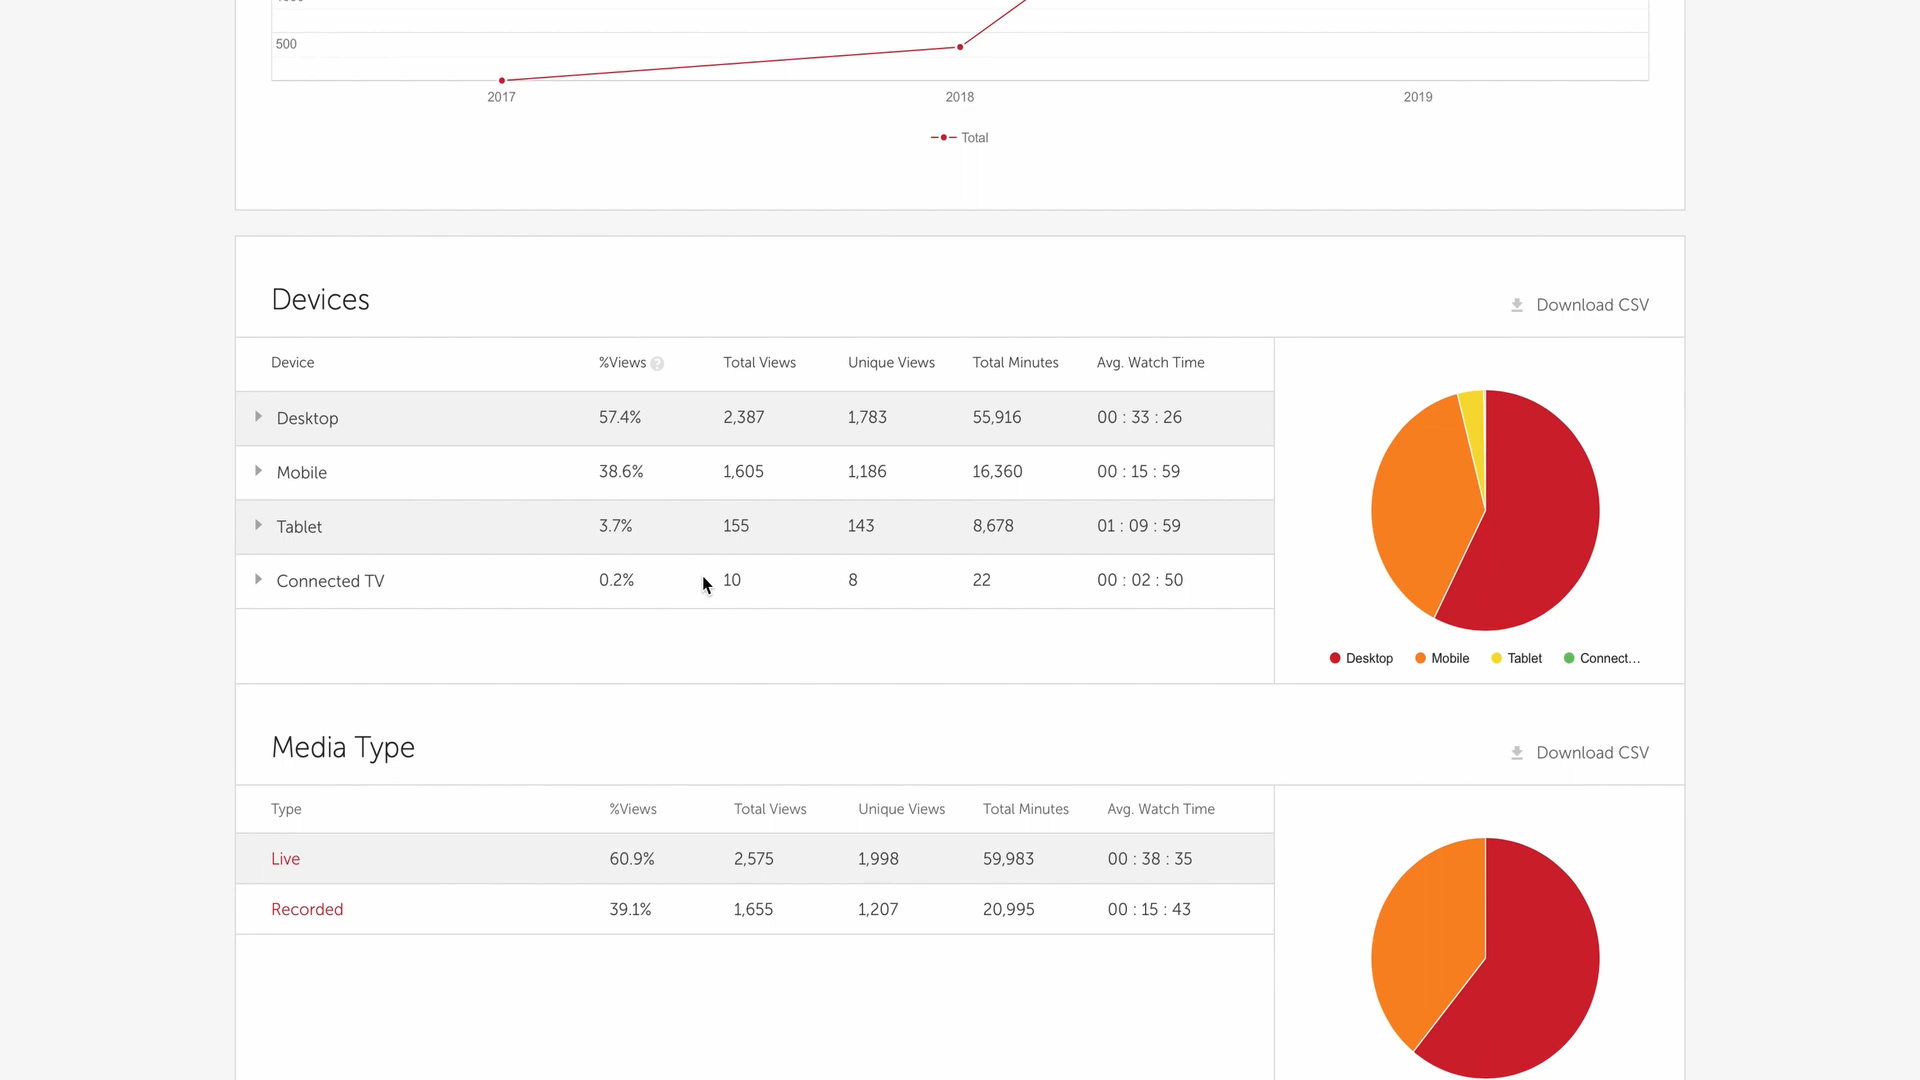 500
2017 2018 2019
Total
Devices
Download CSV
Device %Views ? Total Views Unique Views Total Minutes Avg. Watch Time
Desktop 57.4% 2,387 1,783 55,916 00 : 33 : 26
Mobile 38.6% 1,605 1,186 16,360 00 : 15 : 59
Tablet 3.7% 155 143 8,678 01 : 09 : 59
Connected TV 0.2% 10 8 22 00 : 02 : 50
Desktop Mobile Tablet Connect...
Media Type
Download CSV
Type %Views Total Views Unique Views Total Minutes Avg. Watch Time
Live 60.9% 2,575 1,998 59,983 00 : 38 : 35
Recorded 39.1% 1,655 1,207 20,995 00 : 15 : 43